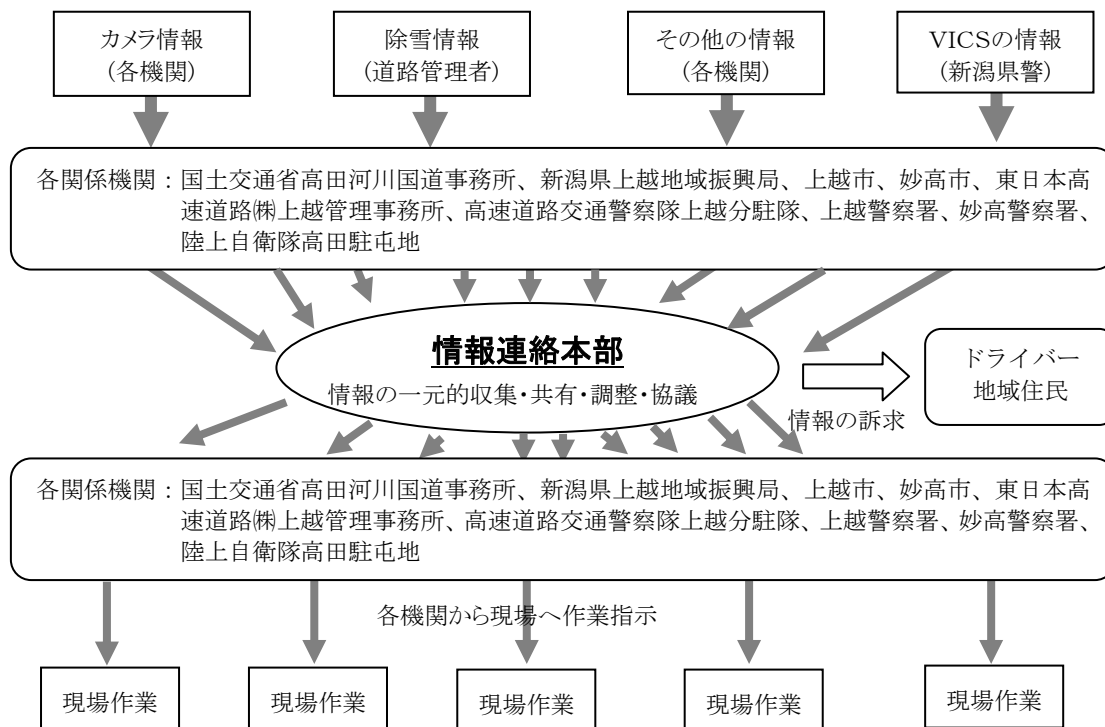 カメラ情報
(各機関)
除雪情報
(道路管理者)
その他の情報
(各機関)
VICSの情報
(新潟県警)
各関係機関：国土交通省高田河川国道事務所、新潟県上越地域振興局、上越市、妙高市、東日本高
速道路㈱上越管理事務所、高速道路交通警察隊上越分駐隊、上越警察署、妙高警察署、
陸上自衛隊高田駐屯地
情報連絡本部
情報の一元的収集・共有・調整・協議
ドライバー
地域住民
情報の訴求
各関係機関：国土交通省高田河川国道事務所、新潟県上越地域振興局、上越市、妙高市、東日本高
速道路㈱上越管理事務所、高速道路交通警察隊上越分駐隊、上越警察署、妙高警察署、
陸上自衛隊高田駐屯地
各機関から現場へ作業指示
現場作業
現場作業
現場作業
現場作業
現場作業